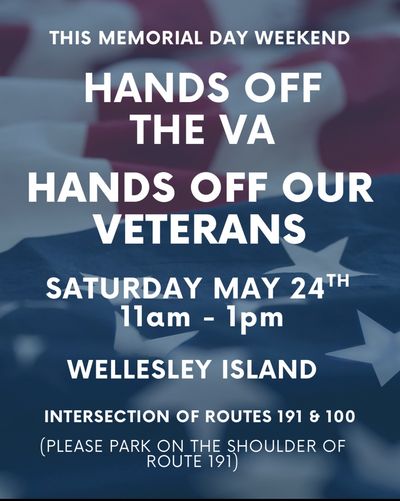 THIS MEMORIAL DAY WEEKEND
HANDS OFF
THE VA
HANDS OFF OUR
VETERANS
SATURDAY MAY 24TH
11am - 1pm
WELLESLEY ISLAND
INTERSECTION OF ROUTES 191 & 100
(PLEASE PARK ON THE SHOULDER OF
ROUTE 191)